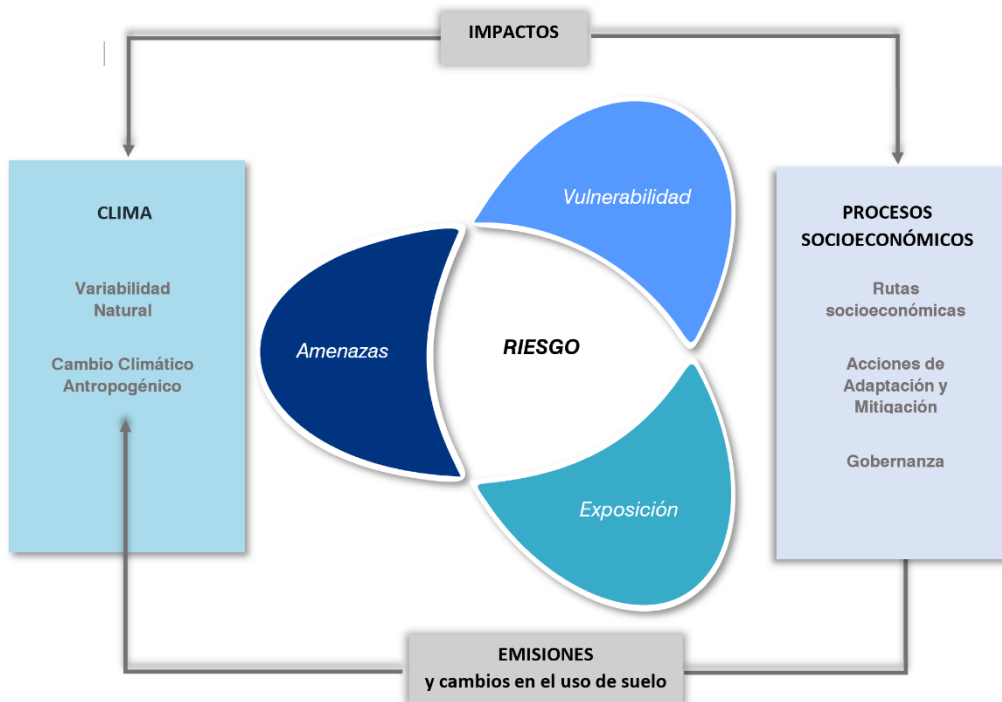 IMPACTOS
CLIMA
Variabilidad
Natural
Cambio Climático
Antropogénico
Vulnerabilidad
Amenazas
RIESGO
Exposición
PROCESOS
SOCIOECONÓMICOS
Rutas
socioeconómicas
Acciones de
Adaptación y
Mitigación
Gobernanza
EMISIONES
y cambios en el uso de suelo